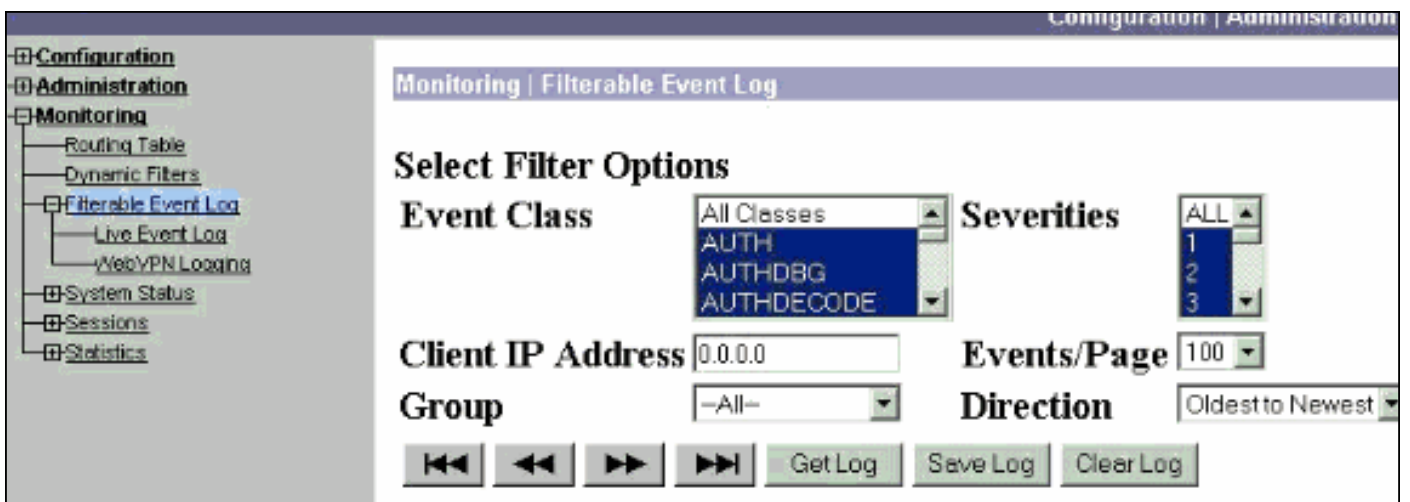 Configuration | Administration
Configuration
Administration
Monitoring
Routing Table
Dynamic Filters
Filterable Event Log
Live Event Log
WebVPN Logging
System Status
Sessions
Statistics
Monitoring | Filterable Event Log
Select Filter Options
Event Class
All Classes
AUTH
AUTHDBG
AUTHDECODE
Severities
ALL
1
2
3
Client IP Address 0.0.0.0
Events/Page 100
Group --All--
Direction Oldest to Newest
Get Log Save Log Clear Log